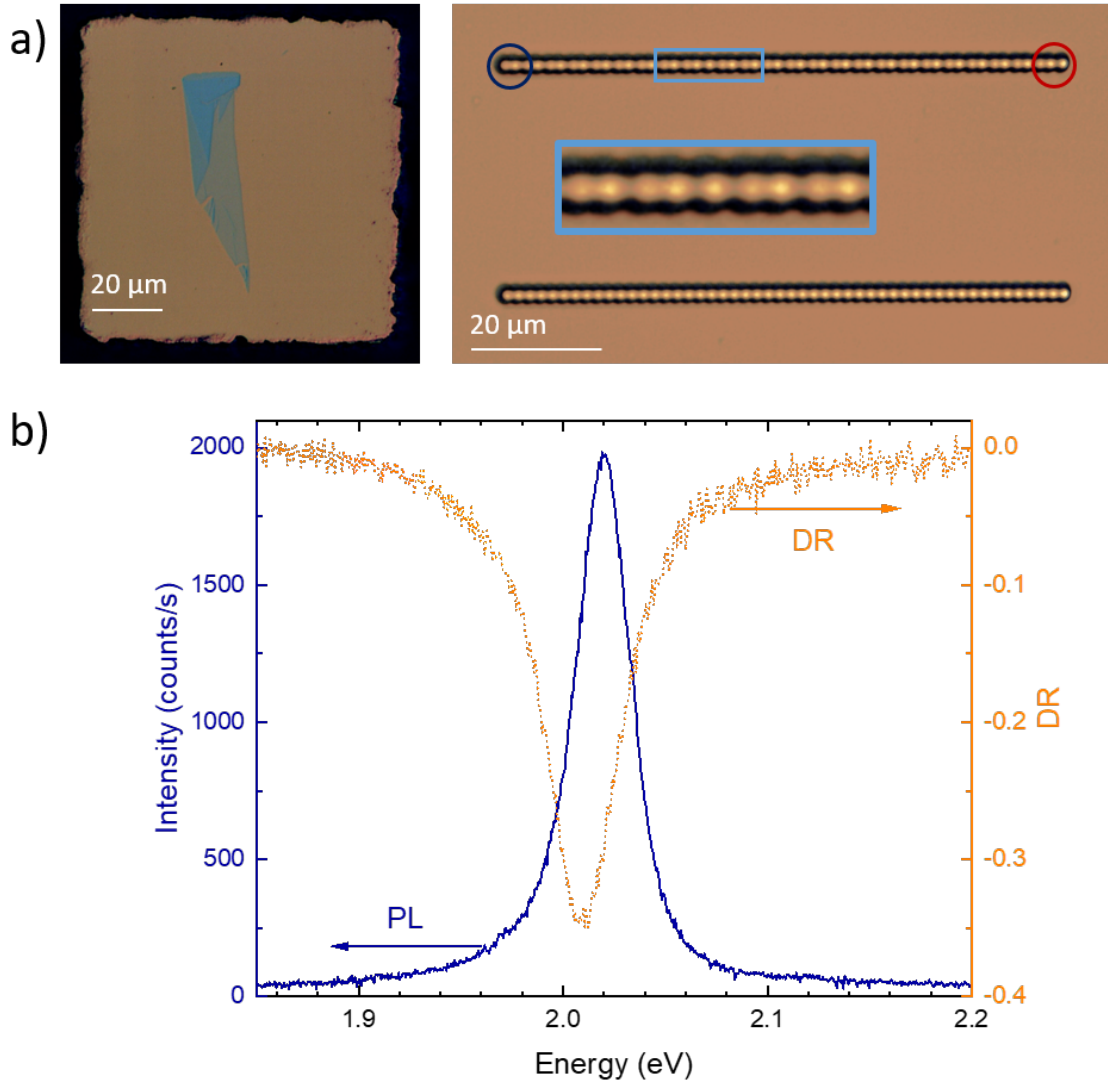 a)
20 μm
20 μm
b)
2000
1500
1000
500
0
Intensity (counts/s)
PL
DR
0.0
-0.1
-0.2
-0.3
-0.4
DR
1.9
2.0
2.1
2.2
Energy (eV)